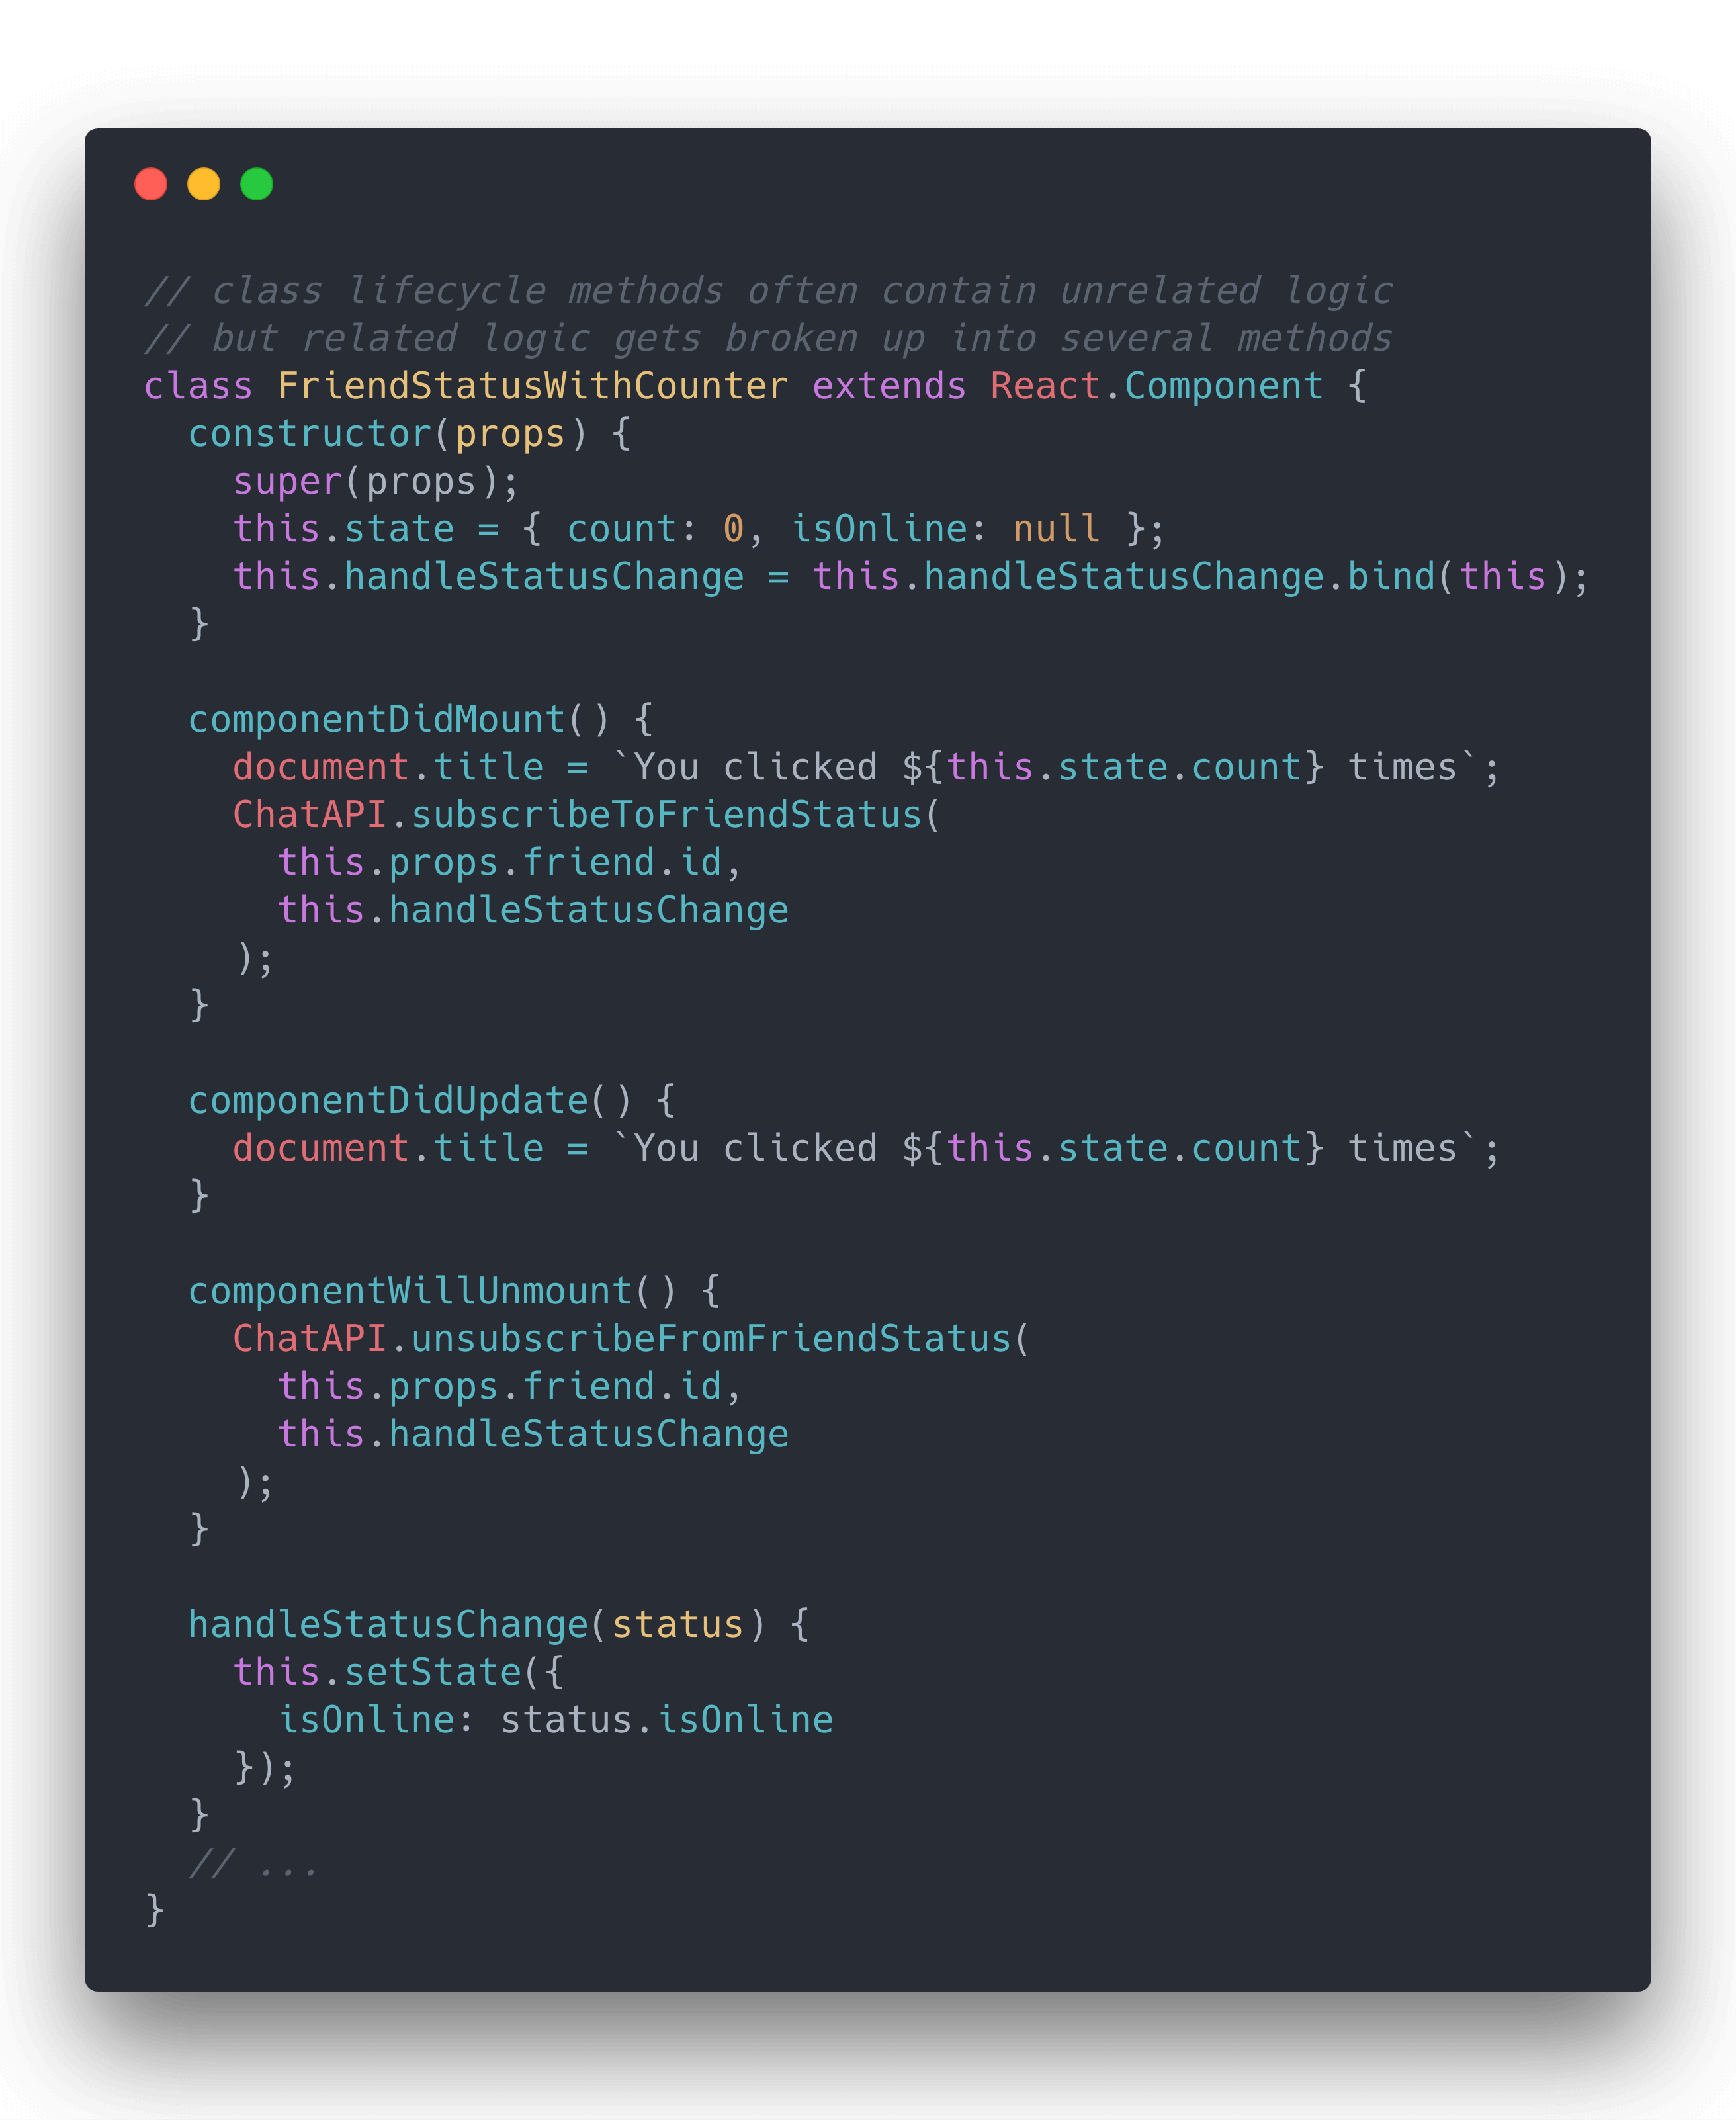 // class lifecycle methods often contain unrelated logic
// but related logic gets broken up into several methods
class FriendStatusWithCounter extends React.Component {
  constructor(props) {
    super(props);
    this.state = { count: 0, isOnline: null };
    this.handleStatusChange = this.handleStatusChange.bind(this);
  }

  componentDidMount() {
    document.title = `You clicked ${this.state.count} times`;
    ChatAPI.subscribeToFriendStatus(
      this.props.friend.id,
      this.handleStatusChange
    );
  }

  componentDidUpdate() {
    document.title = `You clicked ${this.state.count} times`;
  }

  componentWillUnmount() {
    ChatAPI.unsubscribeFromFriendStatus(
      this.props.friend.id,
      this.handleStatusChange
    );
  }

  handleStatusChange(status) {
    this.setState({
      isOnline: status.isOnline
    });
  }
  // ...
}